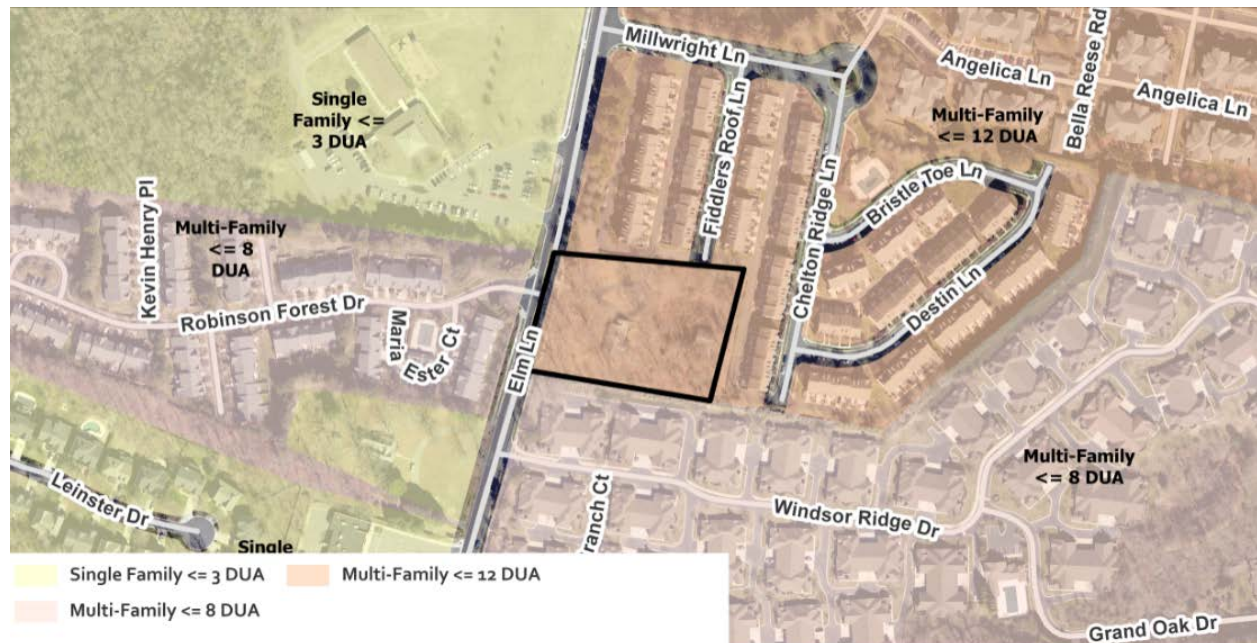 Millwright Ln
Angelica Ln
Angelica Ln
Bella Reese Rd
Single
Family <=
3 DUA
Multi-Family
<= 12 DUA
Fiddlers Roof Ln
Chelton Ridge Ln
Bristle Toe Ln
Destin Ln
Kevin Henry Pl
Multi-Family
<= 8
DUA
Robinson Forest Dr
Maria
Ester Ct
Elm Ln
Leinster Dr
Single
ranch Ct
Windsor Ridge Dr
Multi-Family
<= 8 DUA
Grand Oak Dr
Single Family <= 3 DUA
Multi-Family <= 12 DUA
Multi-Family <= 8 DUA